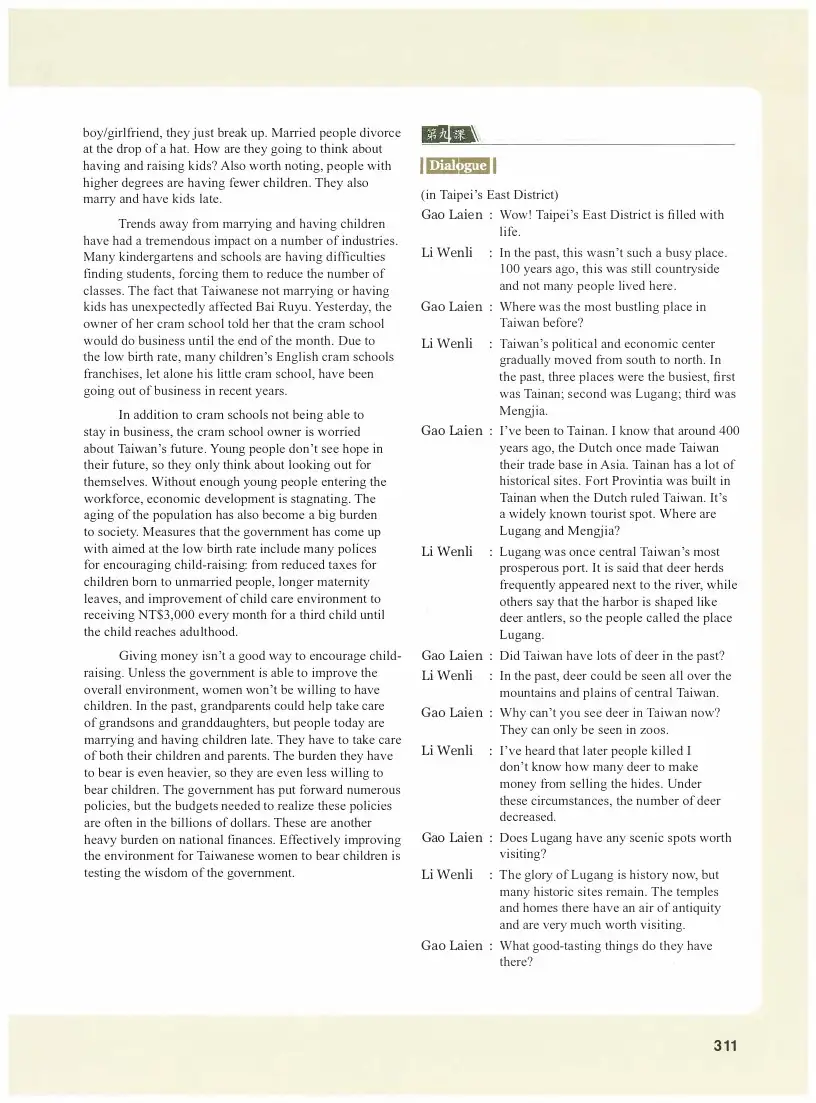 boy/girlfriend, they just break up. Married people divorce
at the drop of a hat. How are they going to think about
having and raising kids? Also worth noting, people with
higher degrees are having fewer children. They also
marry and have kids late.
Trends away from marrying and having children
have had a tremendous impact on a number of industries.
Many kindergartens and schools are having difficulties
finding students, forcing them to reduce the number of
classes. The fact that Taiwanese not marrying or having
kids has unexpectedly affected Bai Ruyu. Yesterday, the
owner of her cram school told her that the cram school
would do business until the end of the month. Due to
the low birth rate, many children's English cram schools
franchises, let alone his little cram school, have been
going out of business in recent years.
In addition to cram schools not being able to
stay in business, the cram school owner is worried
about Taiwan's future. Young people don't see hope in
their future, so they only think about looking out for
themselves. Without enough young people entering the
workforce, economic development is stagnating. The
aging of the population has also become a big burden
to society. Measures that the government has come up
with aimed at the low birth rate include many polices
for encouraging child-raising: from reduced taxes for
children born to unmarried people, longer maternity
leaves, and improvement of child care environment to
receiving NT$3,000 every month for a third child until
the child reaches adulthood.
Giving money isn't a good way to encourage child-
raising. Unless the government is able to improve the
overall environment, women won't be willing to have
children. In the past, grandparents could help take care
of grandsons and granddaughters, but people today are
marrying and having children late. They have to take care
of both their children and parents. The burden they have
to bear is even heavier, so they are even less willing to
bear children. The government has put forward numerous
policies, but the budgets needed to realize these policies
are often in the billions of dollars. These are another
heavy burden on national finances. Effectively improving
the environment for Taiwanese women to bear children is
testing the wisdom of the government.
第九課
Dialogue
(in Taipei's East District)
Gao Laien : Wow! Taipei's East District is filled with
life.
Li Wenli : In the past, this wasn't such a busy place.
100 years ago, this was still countryside
and not many people lived here.
Gao Laien : Where was the most bustling place in
Taiwan before?
Li Wenli : Taiwan's political and economic center
gradually moved from south to north. In
the past, three places were the busiest, first
was Tainan; second was Lugang; third was
Mengjia.
Gao Laien : I've been to Tainan. I know that around 400
years ago, the Dutch once made Taiwan
their trade base in Asia. Tainan has a lot of
historical sites. Fort Provintia was built in
Tainan when the Dutch ruled Taiwan. It's
a widely known tourist spot. Where are
Lugang and Mengjia?
Li Wenli : Lugang was once central Taiwan's most
prosperous port. It is said that deer herds
frequently appeared next to the river, while
others say that the harbor is shaped like
deer antlers, so the people called the place
Lugang.
Gao Laien : Did Taiwan have lots of deer in the past?
Li Wenli : In the past, deer could be seen all over the
mountains and plains of central Taiwan.
Gao Laien : Why can't you see deer in Taiwan now?
They can only be seen in zoos.
Li Wenli : I've heard that later people killed I
don't know how many deer to make
money from selling the hides. Under
these circumstances, the number of deer
decreased.
Gao Laien : Does Lugang have any scenic spots worth
visiting?
Li Wenli : The glory of Lugang is history now, but
many historic sites remain. The temples
and homes there have an air of antiquity
and are very much worth visiting.
Gao Laien : What good-tasting things do they have
there?
311